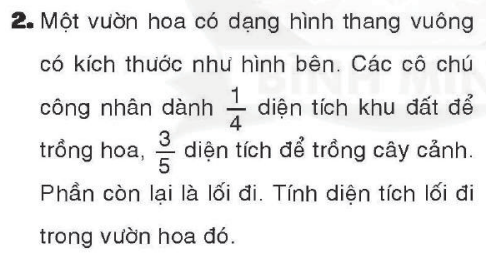 2. Một vườn hoa có dạng hình thang vuông
có kích thước như hình bên. Các cô chú
công nhân dành 1/4 diện tích khu đất để
trồng hoa, 3/5 diện tích để trồng cây cảnh.
Phần còn lại là lối đi. Tính diện tích lối đi
trong vườn hoa đó.